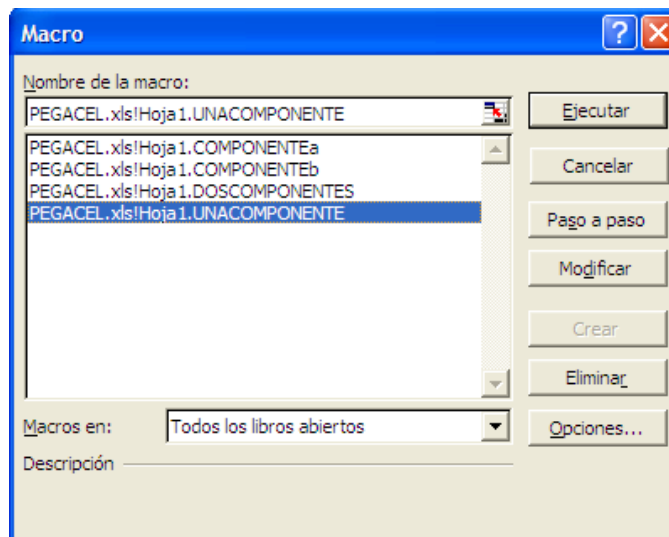 Macro
Nombre de la macro:
PEGACEL.xls!Hoja1.UNACOMPONENTE
PEGACEL.xls!Hoja1.COMPONENTEa
PEGACEL.xls!Hoja1.COMPONENTEb
PEGACEL.xls!Hoja1.DOSCOMPONENTES
PEGACEL.xls!Hoja1.UNACOMPONENTE
Ejecutar
Cancelar
Paso a paso
Modificar
Crear
Eliminar
Opciones...
Macros en:
Todos los libros abiertos
Descripción